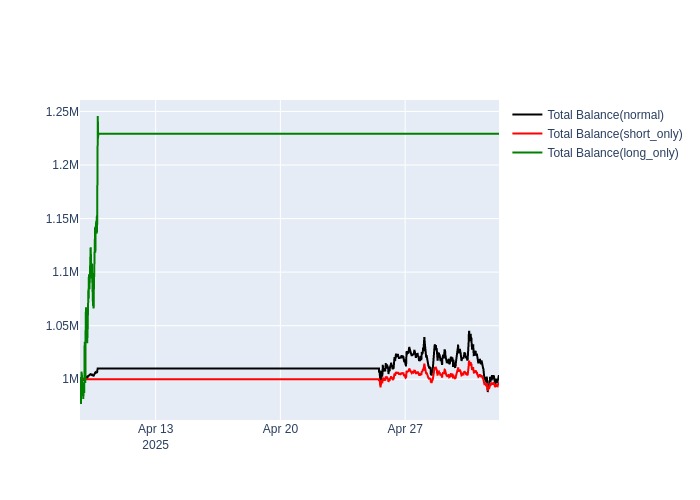 1.25M
1.2M
1.15M
1.1M
1.05M
1M
Apr 13
2025
Apr 20
Apr 27
Total Balance(normal)
Total Balance(short_only)
Total Balance(long_only)